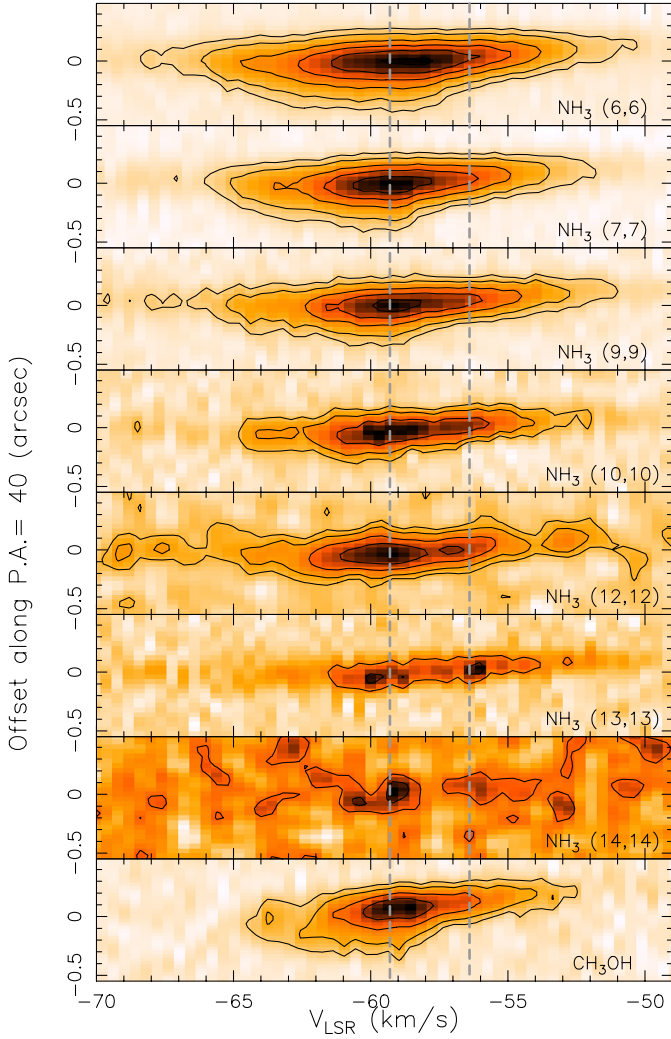 0
−0.5
NH₃ (6,6)
0
−0.5
NH₃ (7,7)
0
−0.5
NH₃ (9,9)
0
−0.5
NH₃ (10,10)
0
−0.5
NH₃ (12,12)
0
−0.5
NH₃ (13,13)
0
−0.5
NH₃ (14,14)
0
−0.5
CH₃OH
Offset along P.A.= 40 (arcsec)
−70 −65 −60 −55 −50
V_LSR (km/s)